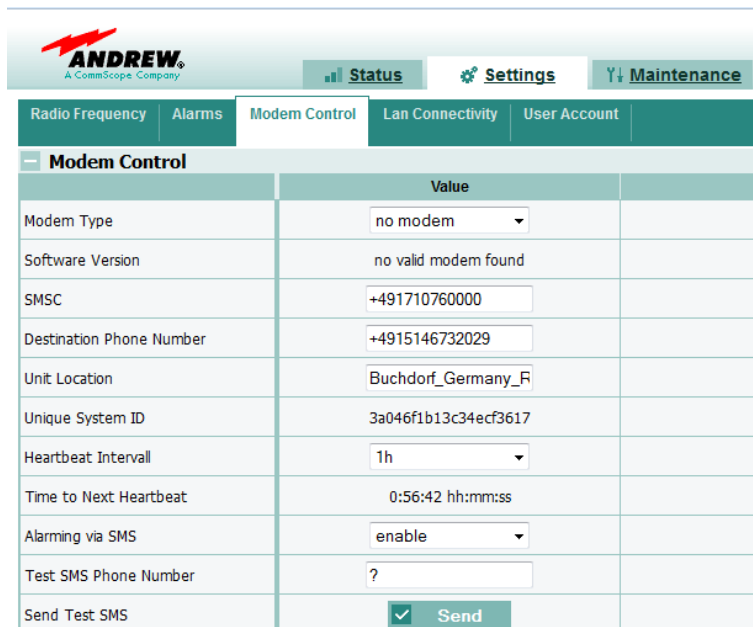 ANDREW®
A CommScope Company
Status Settings Maintenance
Radio Frequency Alarms Modem Control Lan Connectivity User Account
Modem Control
Value
Modem Type no modem
Software Version no valid modem found
SMSC +491710760000
Destination Phone Number +4915146732029
Unit Location Buchdorf_Germany_R
Unique System ID 3a046f1b13c34ecf3617
Heartbeat Intervall 1h
Time to Next Heartbeat 0:56:42 hh:mm:ss
Alarming via SMS enable
Test SMS Phone Number ?
Send Test SMS Send